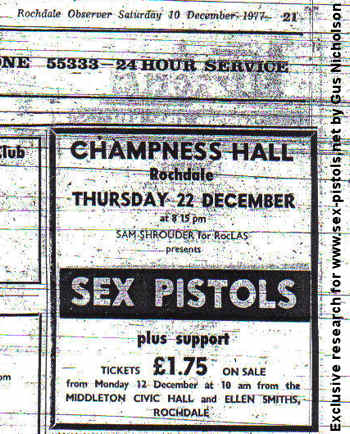 Rochdale Observer Saturday 10 December 1977 21
ONE 55333—24 HOUR SERVICE
Club
CHAMPNESS HALL
Rochdale
THURSDAY 22 DECEMBER
at 8 15 pm
SAM SHROUDER for RocLAS
presents
SEX PISTOLS
plus support
TICKETS £1.75 ON SALE
from Monday 12 December at 10 am from the
MIDDLETON CIVIC HALL and ELLEN SMITHS,
ROCHDALE
pm
Exclusive research for www.sex-pistols.net by Gus Nicholson